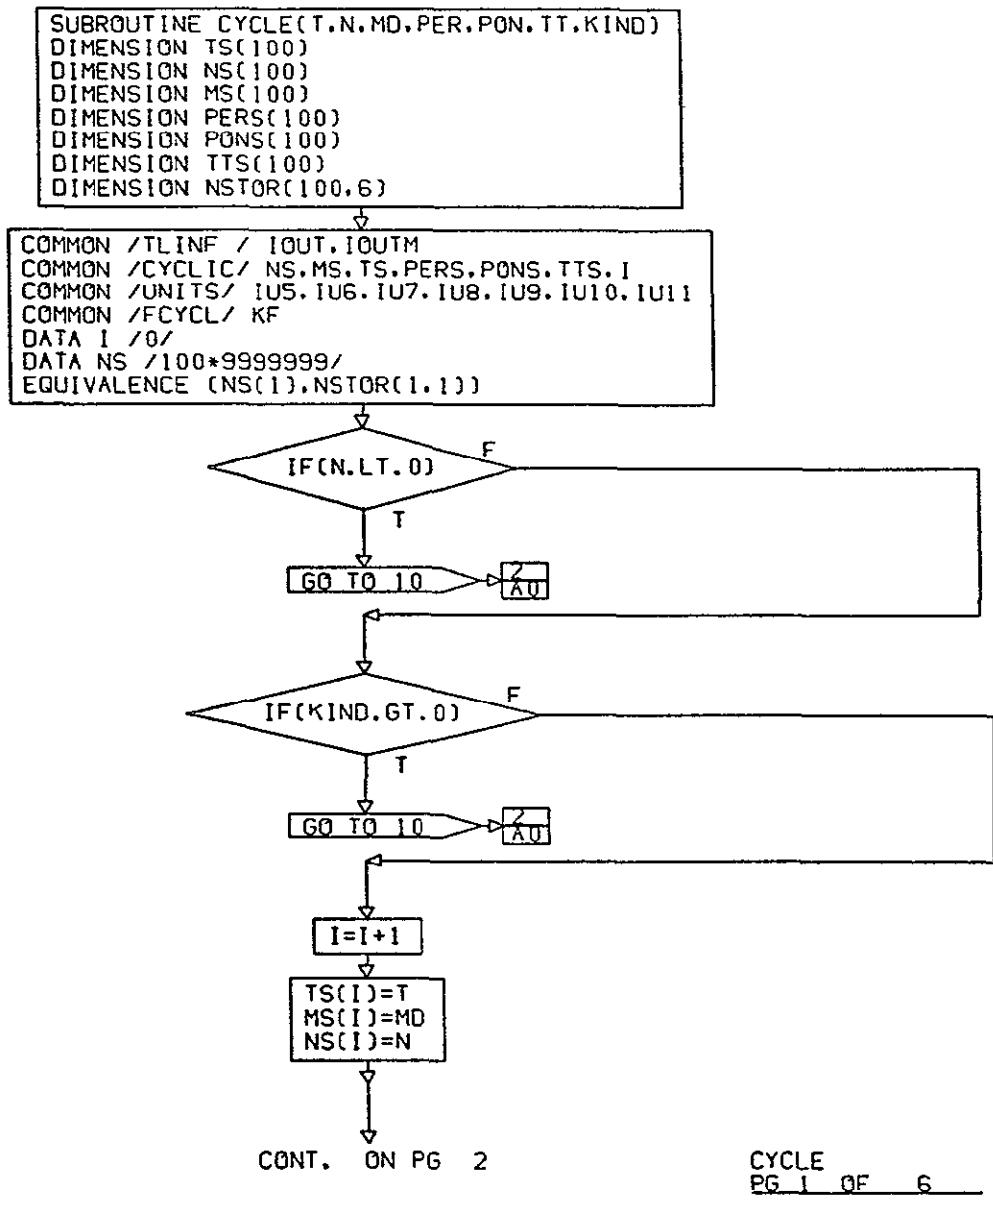 SUBROUTINE CYCLE(T.N.MD.PER.PON.TT.KIND)
DIMENSION TS(100)
DIMENSION NS(100)
DIMENSION MS(100)
DIMENSION PERS(100)
DIMENSION PONS(100)
DIMENSION TTS(100)
DIMENSION NSTOR(100.6)
COMMON /TLINF / IOUT.IOUTM
COMMON /CYCLIC/ NS.MS.TS.PERS.PONS.TTS.I
COMMON /UNITS/ IU5.IU6.IU7.IU8.IU9.IU10.IU11
COMMON /FCYCL/ KF
DATA I /0/
DATA NS /100*9999999/
EQUIVALENCE (NS(1).NSTOR(1.1))
IF(N.LT.0)
F
T
GO TO 10
2
A0
IF(KIND.GT.0)
F
T
GO TO 10
2
A0
I=I+1
TS(I)=T
MS(I)=MD
NS(I)=N
CONT. ON PG 2
CYCLE
PG 1 OF 6